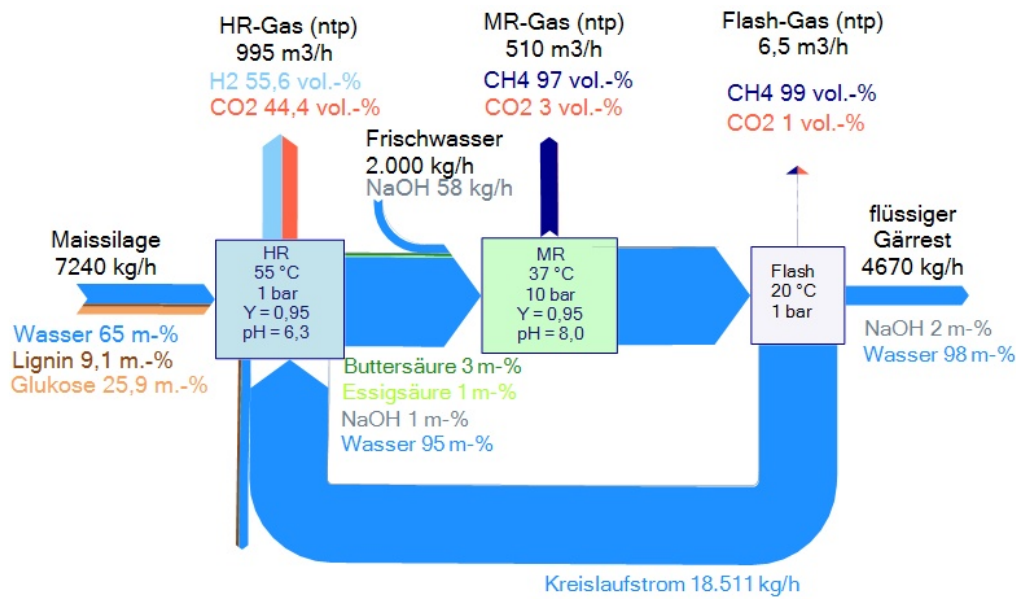 HR-Gas (ntp)
995 m3/h
H2 55,6 vol.-%
CO2 44,4 vol.-%
MR-Gas (ntp)
510 m3/h
CH4 97 vol.-%
CO2 3 vol.-%
Flash-Gas (ntp)
6,5 m3/h
CH4 99 vol.-%
CO2 1 vol.-%
Frischwasser
2.000 kg/h
NaOH 58 kg/h
Maissilage
7240 kg/h
Wasser 65 m-%
Lignin 9,1 m.-%
Glukose 25,9 m.-%
HR
55 °C
1 bar
Y = 0,95
pH = 6,3
MR
37 °C
10 bar
Y = 0,95
pH = 8,0
Flash
20 °C
1 bar
flüssiger
Gärrest
4670 kg/h
NaOH 2 m-%
Wasser 98 m-%
Buttersäure 3 m-%
Essigsäure 1 m-%
NaOH 1 m-%
Wasser 95 m-%
Kreislaufstrom 18.511 kg/h